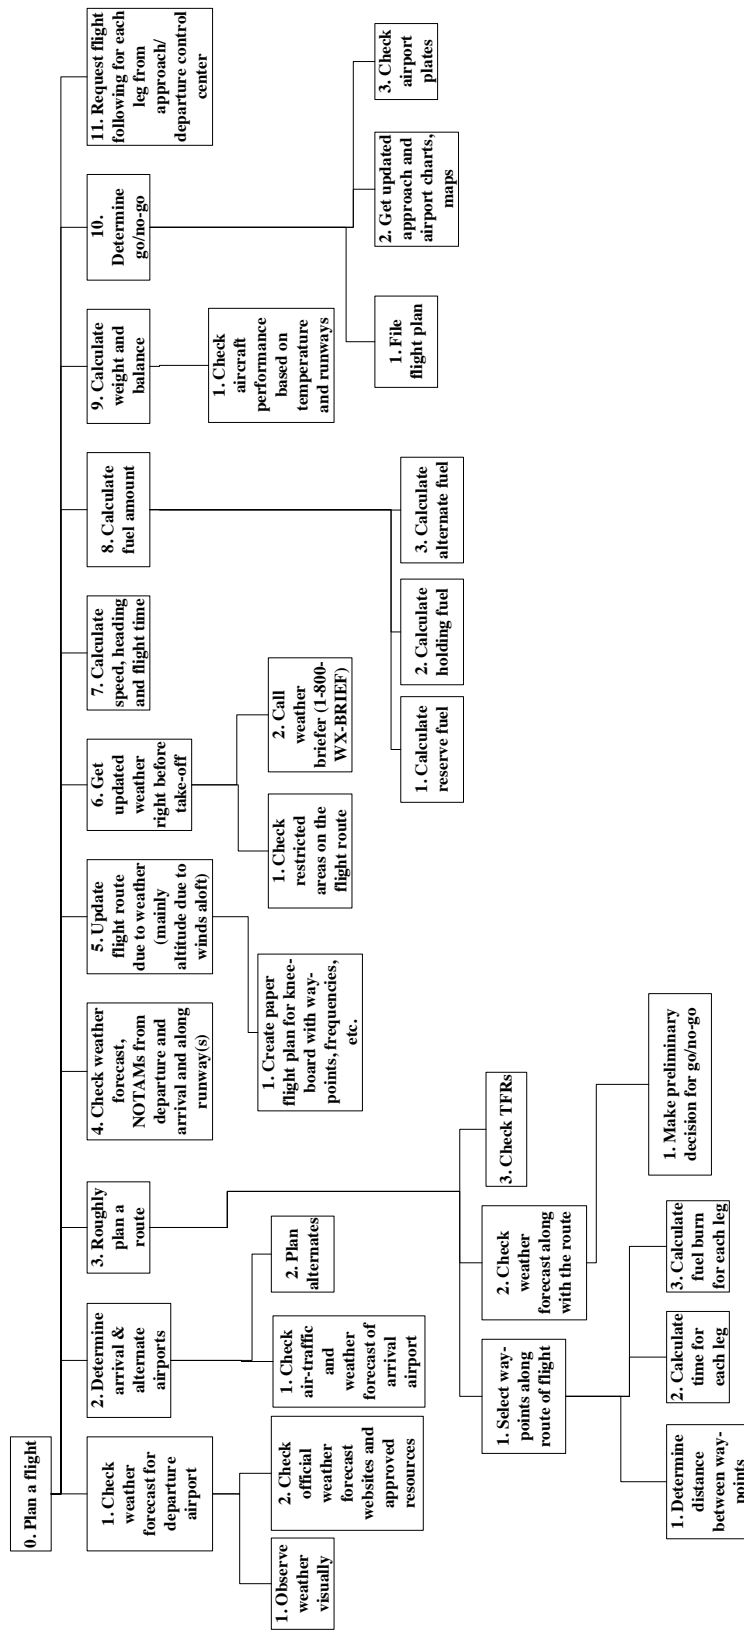 0. Plan a flight
1. Check
weather
forecast for
departure
airport
2. Determine
arrival &
alternate
airports
3. Roughly
plan a
route
4. Check weather
forecast,
NOTAMs from
departure and
arrival and along
runway(s)
5. Update
flight route
due to weather
(mainly
altitude due to
winds aloft)
6. Get
updated
weather
right before
take-off
7. Calculate
speed, heading
and flight time
8. Calculate
fuel amount
9. Calculate
weight and
balance
10.
Determine
go/no-go
11. Request flight
following for each
leg from
approach/
departure control
center
1. Observe
weather
visually
2. Check
official
weather
forecast
websites and
approved
resources
1. Check
air-traffic
and
weather
forecast of
arrival
airport
2. Plan
alternates
1. Create paper
flight plan for knee-
board with way-
points, frequencies,
etc.
1. Check
restricted
areas on the
flight route
2. Call
weather
briefer (1-800-
WX-BRIEF)
1. Check
aircraft
performance
based on
temperature
and runways
1. File
flight plan
2. Get updated
approach and
airport charts,
maps
3. Check
airport
plates
1. Calculate
reserve fuel
2. Calculate
holding fuel
3. Calculate
alternate fuel
1. Select way-
points along
route of flight
2. Check
weather
forecast along
with the route
3. Check TFRs
1. Determine
distance
between way-
points
2. Calculate
time for
each leg
3. Calculate
fuel burn
for each leg
1. Make preliminary
decision for go/no-go